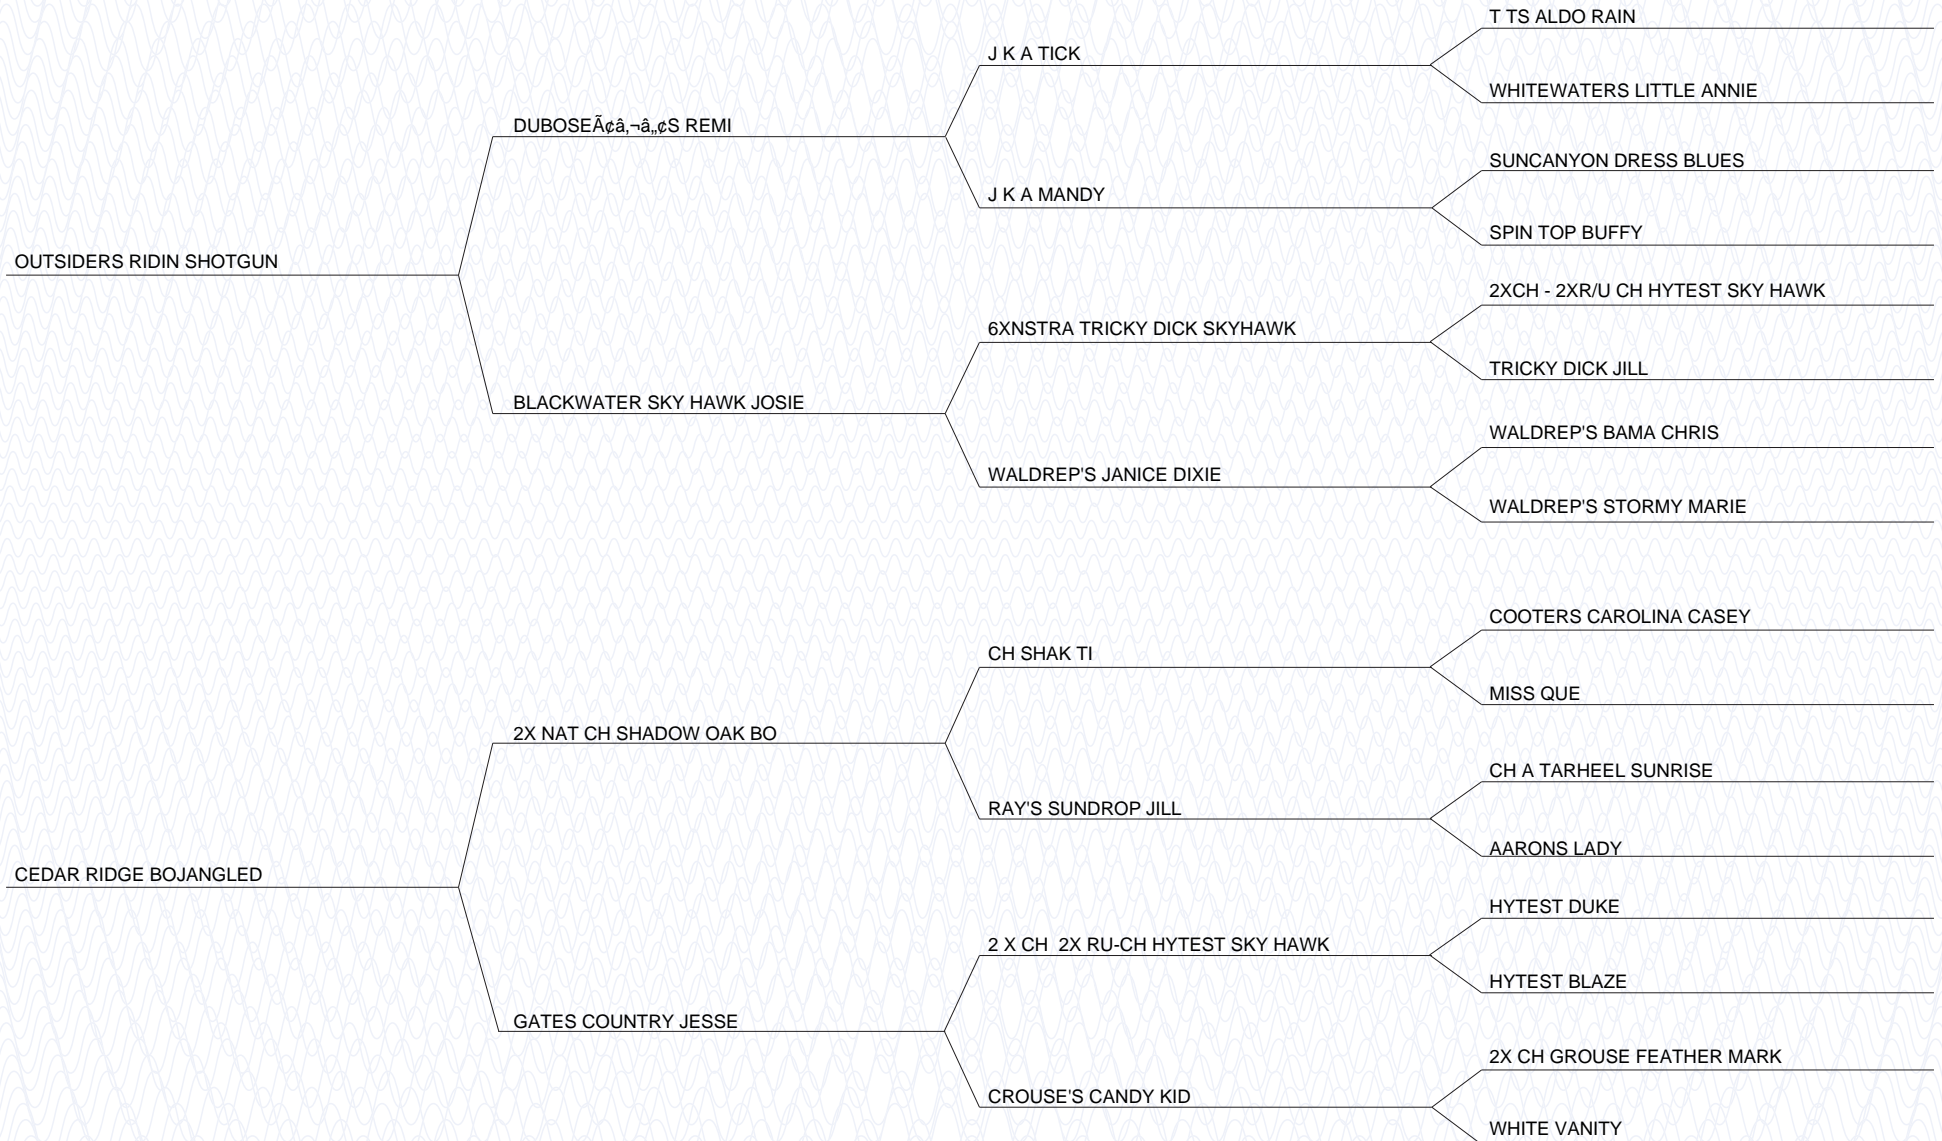 T TS ALDO RAIN
J K A TICK
WHITEWATERS LITTLE ANNIE
DUBOSEÃ¢â‚¬â„¢S REMI
SUNCANYON DRESS BLUES
J K A MANDY
SPIN TOP BUFFY
OUTSIDERS RIDIN SHOTGUN
2XCH - 2XR/U CH HYTEST SKY HAWK
6XNSTRA TRICKY DICK SKYHAWK
TRICKY DICK JILL
BLACKWATER SKY HAWK JOSIE
WALDREP'S BAMA CHRIS
WALDREP'S JANICE DIXIE
WALDREP'S STORMY MARIE
COOTERS CAROLINA CASEY
CH SHAK TI
MISS QUE
2X NAT CH SHADOW OAK BO
CH A TARHEEL SUNRISE
RAY'S SUNDROP JILL
AARONS LADY
CEDAR RIDGE BOJANGLED
HYTEST DUKE
2 X CH  2X RU-CH HYTEST SKY HAWK
HYTEST BLAZE
GATES COUNTRY JESSE
2X CH GROUSE FEATHER MARK
CROUSE'S CANDY KID
WHITE VANITY